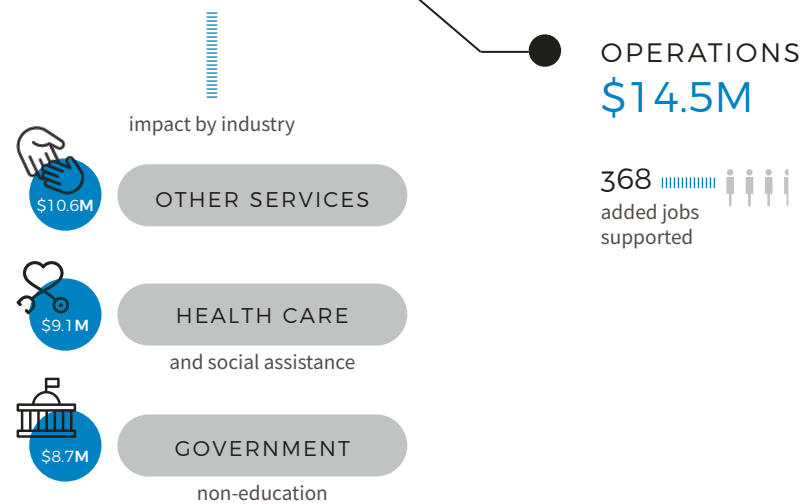 impact by industry
$10.6M
OTHER SERVICES
$9.1M
HEALTH CARE
and social assistance
$8.7M
GOVERNMENT
non-education
OPERATIONS
$14.5M
368
added jobs
supported